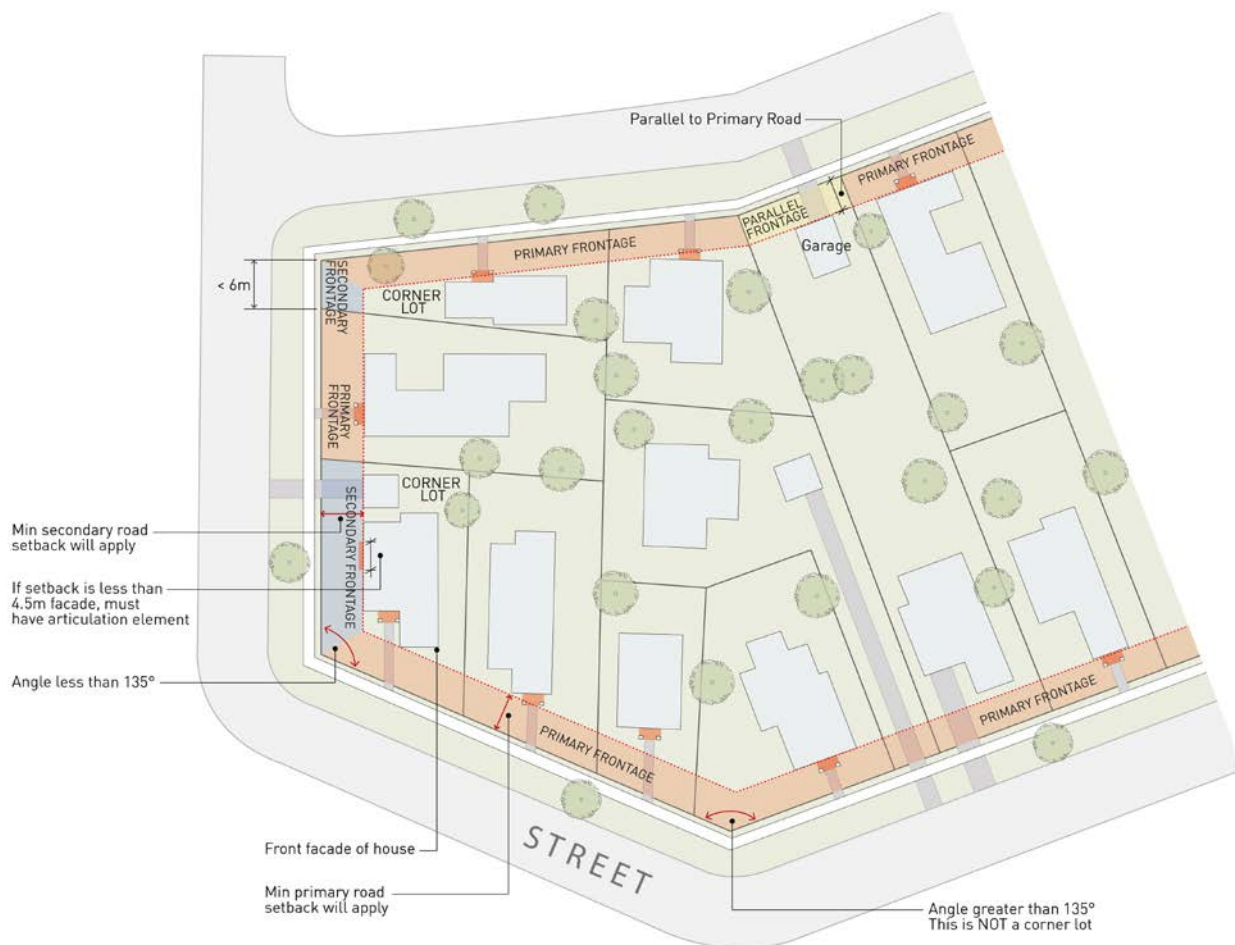 Parallel to Primary Road
PRIMARY FRONTAGE
PARALLEL
FRONTAGE
Garage
PRIMARY FRONTAGE
SECONDARY
FRONTAGE
< 6m
CORNER
LOT
PRIMARY
FRONTAGE
CORNER
LOT
SECONDARY FRONTAGE
Min secondary road
setback will apply
If setback is less than
4.5m facade, must
have articulation element
Angle less than 135°
PRIMARY FRONTAGE
PRIMARY FRONTAGE
Front facade of house
STREET
Min primary road
setback will apply
Angle greater than 135°
This is NOT a corner lot